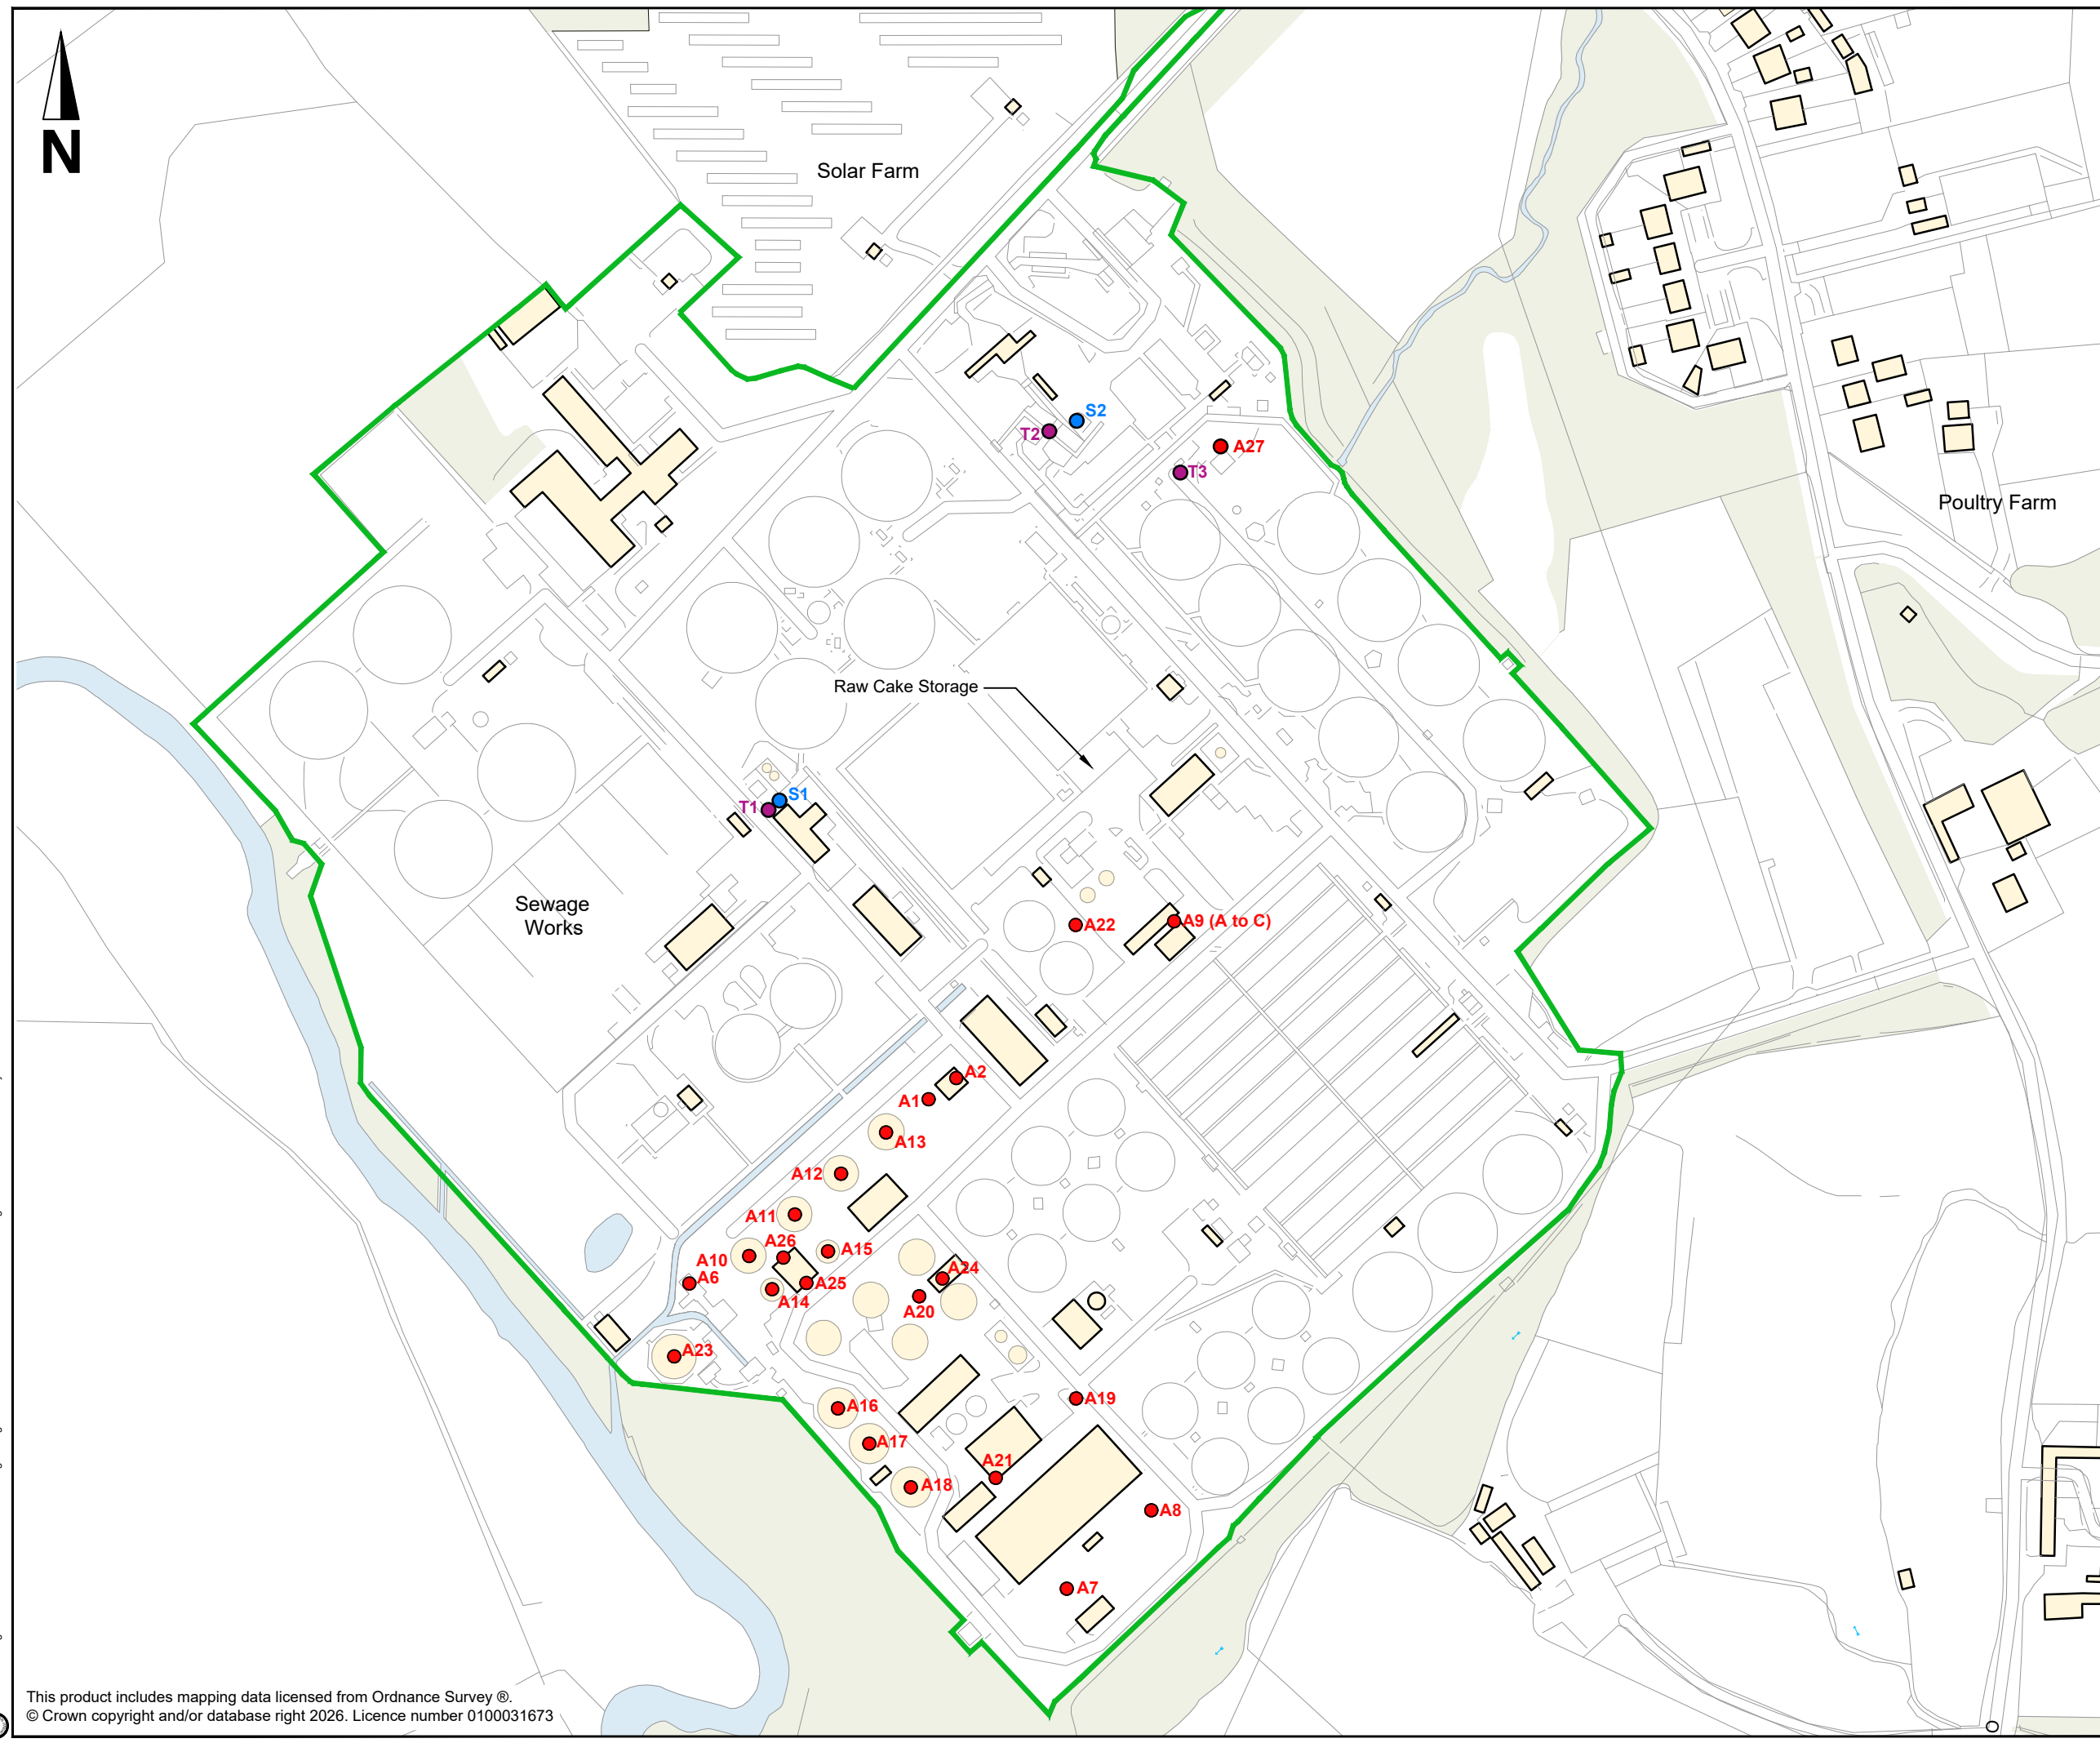 N
Solar Farm
S2
T2
A27
T3
Poultry Farm
Raw Cake Storage
S1
T1
Sewage
Works
A22
A9 (A to C)
A2
A1
A13
A12
A11
A26
A15
A10
A6
A25
A14
A24
A20
A23
A19
A16
A17
A21
A18
A8
A7
This product includes mapping data licensed from Ordnance Survey ®.
© Crown copyright and/or database right 2026. Licence number 0100031673